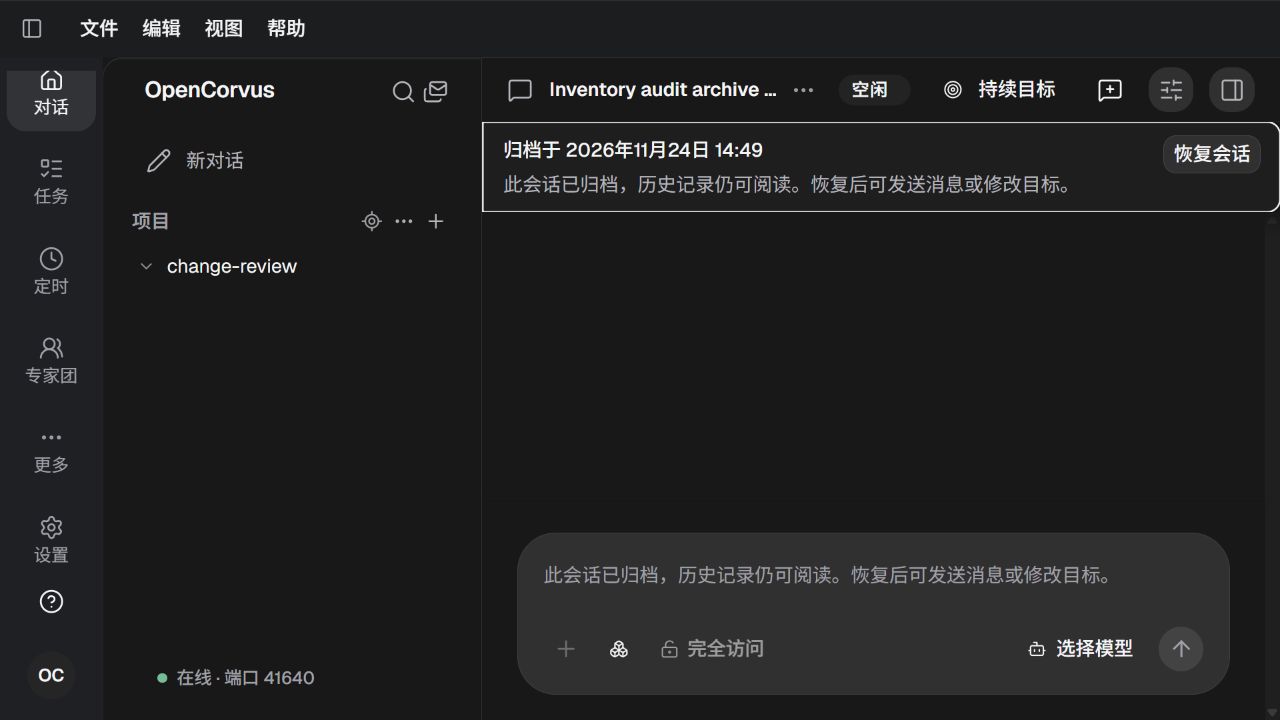 文件 编辑 视图 帮助
对话
任务
定时
专家团
更多
设置
OC
OpenCorvus
新对话
项目
change-review
在线 · 端口 41640
Inventory audit archive ...
空闲
持续目标
归档于 2026年11月24日 14:49
此会话已归档，历史记录仍可阅读。恢复后可发送消息或修改目标。
恢复会话
此会话已归档，历史记录仍可阅读。恢复后可发送消息或修改目标。
完全访问
选择模型